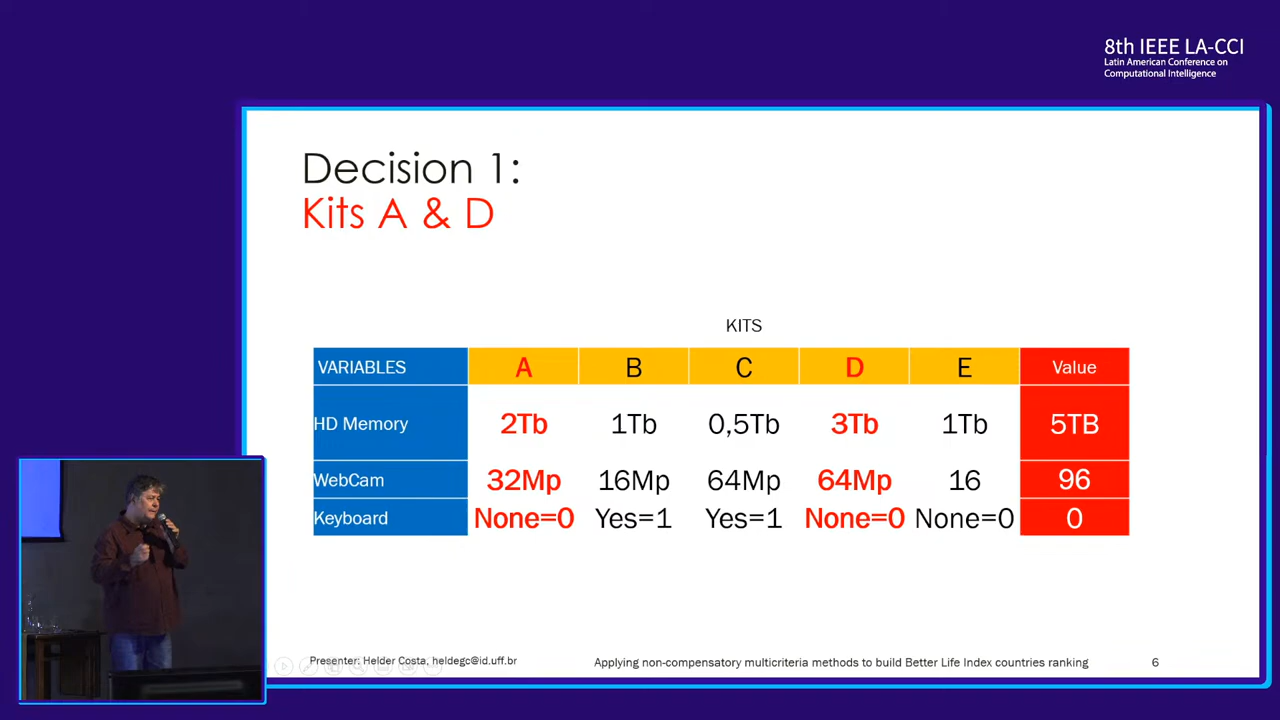 8th IEEE LA-CCI
Latin American Conference on
Computational Intelligence
Decision 1:
Kits A & D
KITS
VARIABLES A B C D E Value
HD Memory 2Tb 1Tb 0,5Tb 3Tb 1Tb 5TB
WebCam 32Mp 16Mp 64Mp 64Mp 16 96
Keyboard None=0 Yes=1 Yes=1 None=0 None=0 0
Presenter: Helder Costa, heldegc@id.uff.br Applying non-compensatory multicriteria methods to build Better Life Index countries ranking 6